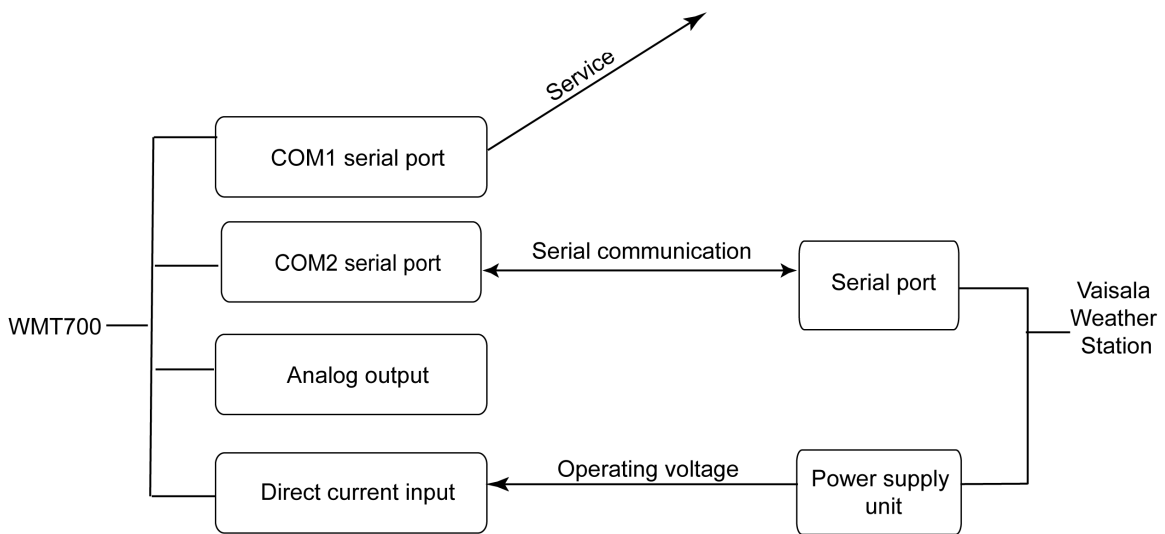 Service
COM1 serial port
COM2 serial port
Serial communication
Serial port
WMT700
Vaisala
Weather
Station
Analog output
Direct current input
Operating voltage
Power supply
unit